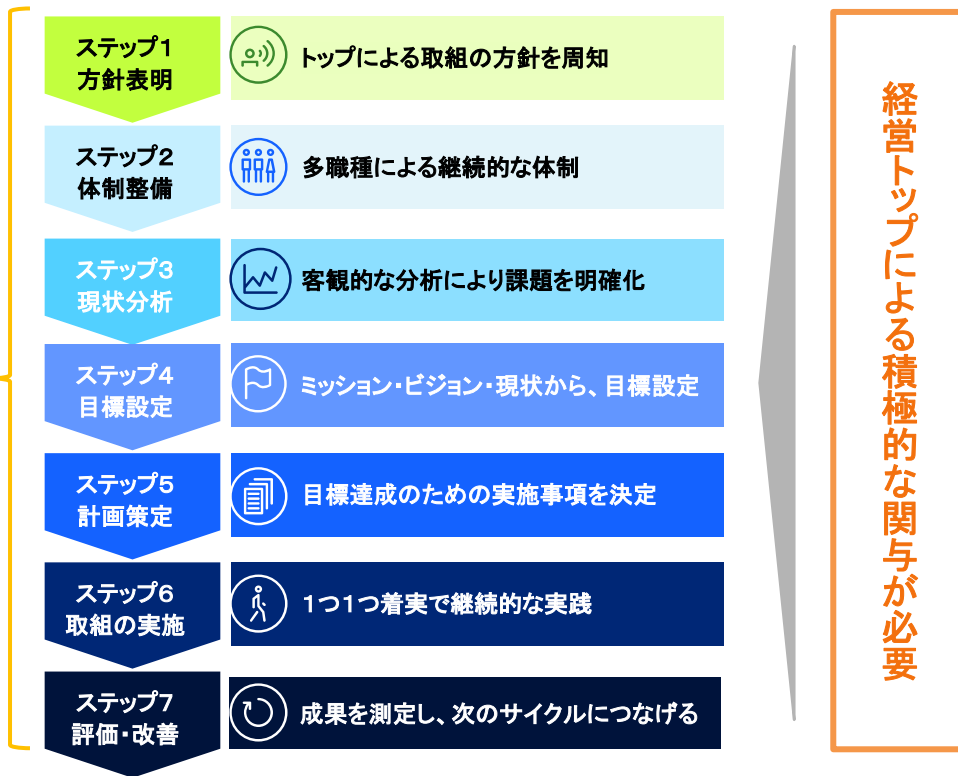 ステップ1
方針表明
トップによる取組の方針を周知
ステップ2
体制整備
多職種による継続的な体制
ステップ3
現状分析
客観的な分析により課題を明確化
ステップ4
目標設定
ミッション・ビジョン・現状から、目標設定
ステップ5
計画策定
目標達成のための実施事項を決定
ステップ6
取組の実施
1つ1つ着実で継続的な実践
ステップ7
評価・改善
成果を測定し、次のサイクルにつなげる
経営トップによる積極的な関与が必要